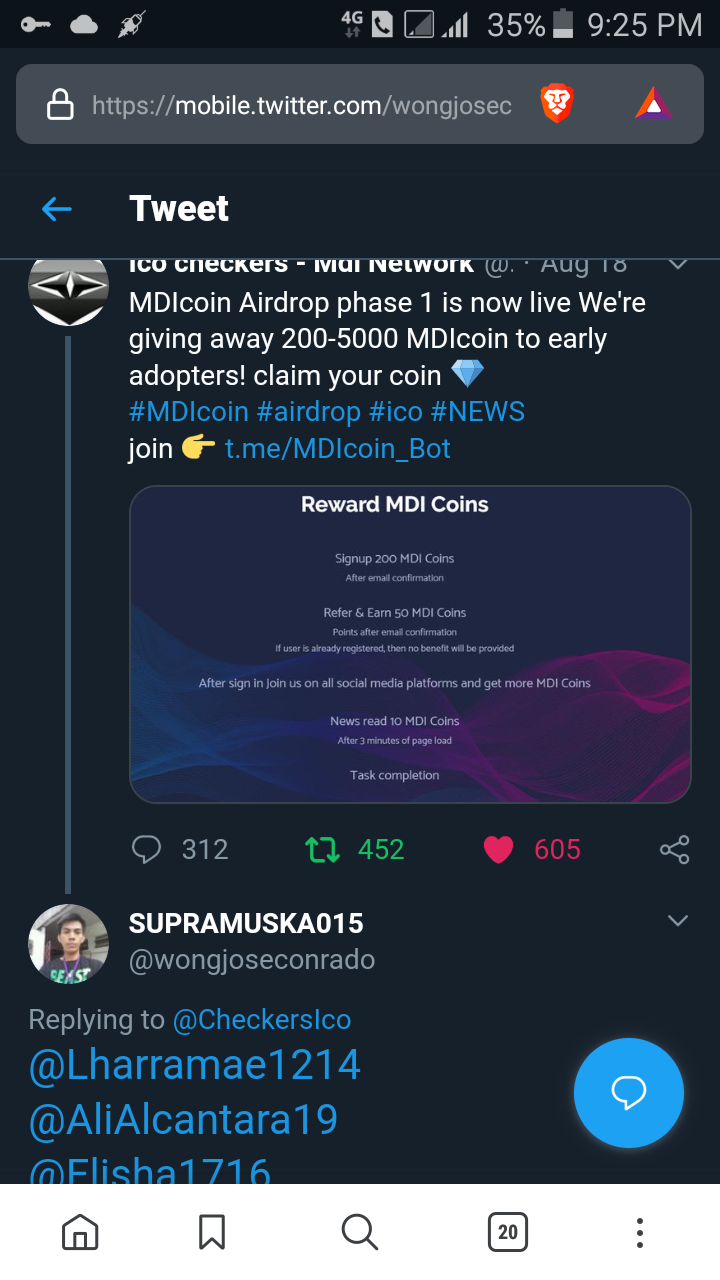 4G 35% 9:25 PM
https://mobile.twitter.com/wongjosec
Tweet
Ico checkers - Mdi Network @. · Aug 18
MDIcoin Airdrop phase 1 is now live We're
giving away 200-5000 MDIcoin to early
adopters! claim your coin 💎
#MDIcoin #airdrop #ico #NEWS
join 👉 t.me/MDIcoin_Bot
Reward MDI Coins
Signup 200 MDI Coins
After email confirmation
Refer & Earn 50 MDI Coins
Points after email confirmation
If user is already registered, then no benefit will be provided
After sign in Join us on all social media platforms and get more MDI Coins
News read 10 MDI Coins
After 3 minutes of page load
Task completion
312 452 605
SUPRAMUSKA015
@wongjoseconrado
BEAST
Replying to @CheckersIco
@Lharramae1214
@AliAlcantara19
@Elisha1716
20